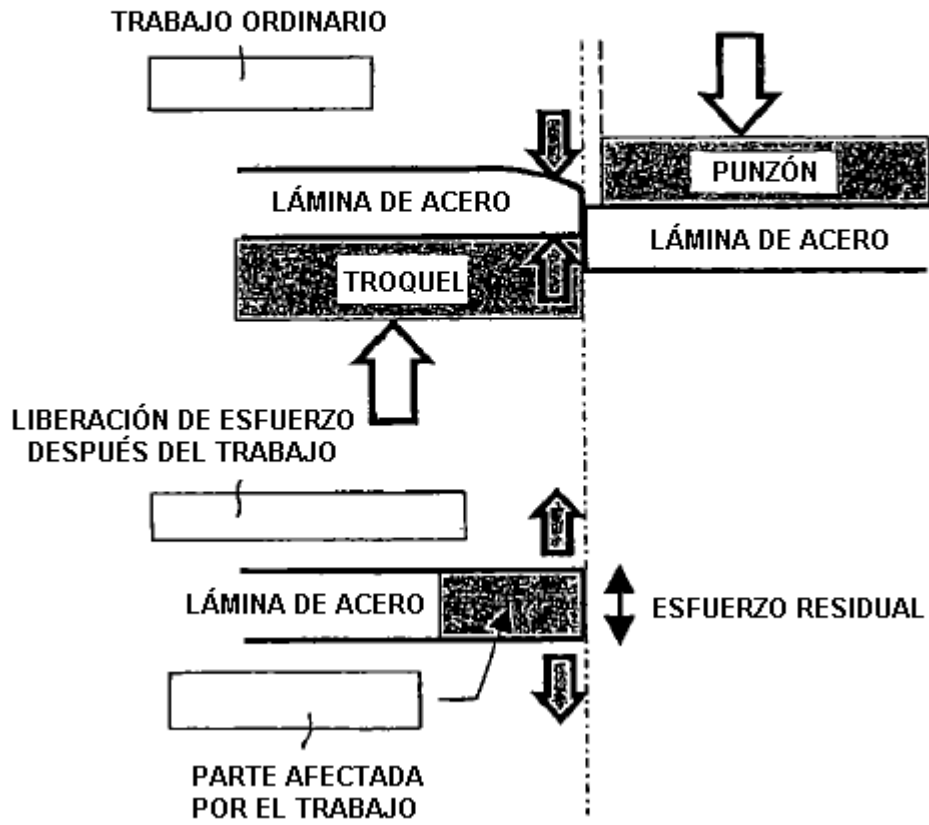 TRABAJO ORDINARIO
PUNZÓN
LÁMINA DE ACERO
LÁMINA DE ACERO
TROQUEL
LIBERACIÓN DE ESFUERZO
DESPUÉS DEL TRABAJO
LÁMINA DE ACERO
ESFUERZO RESIDUAL
PARTE AFECTADA
POR EL TRABAJO